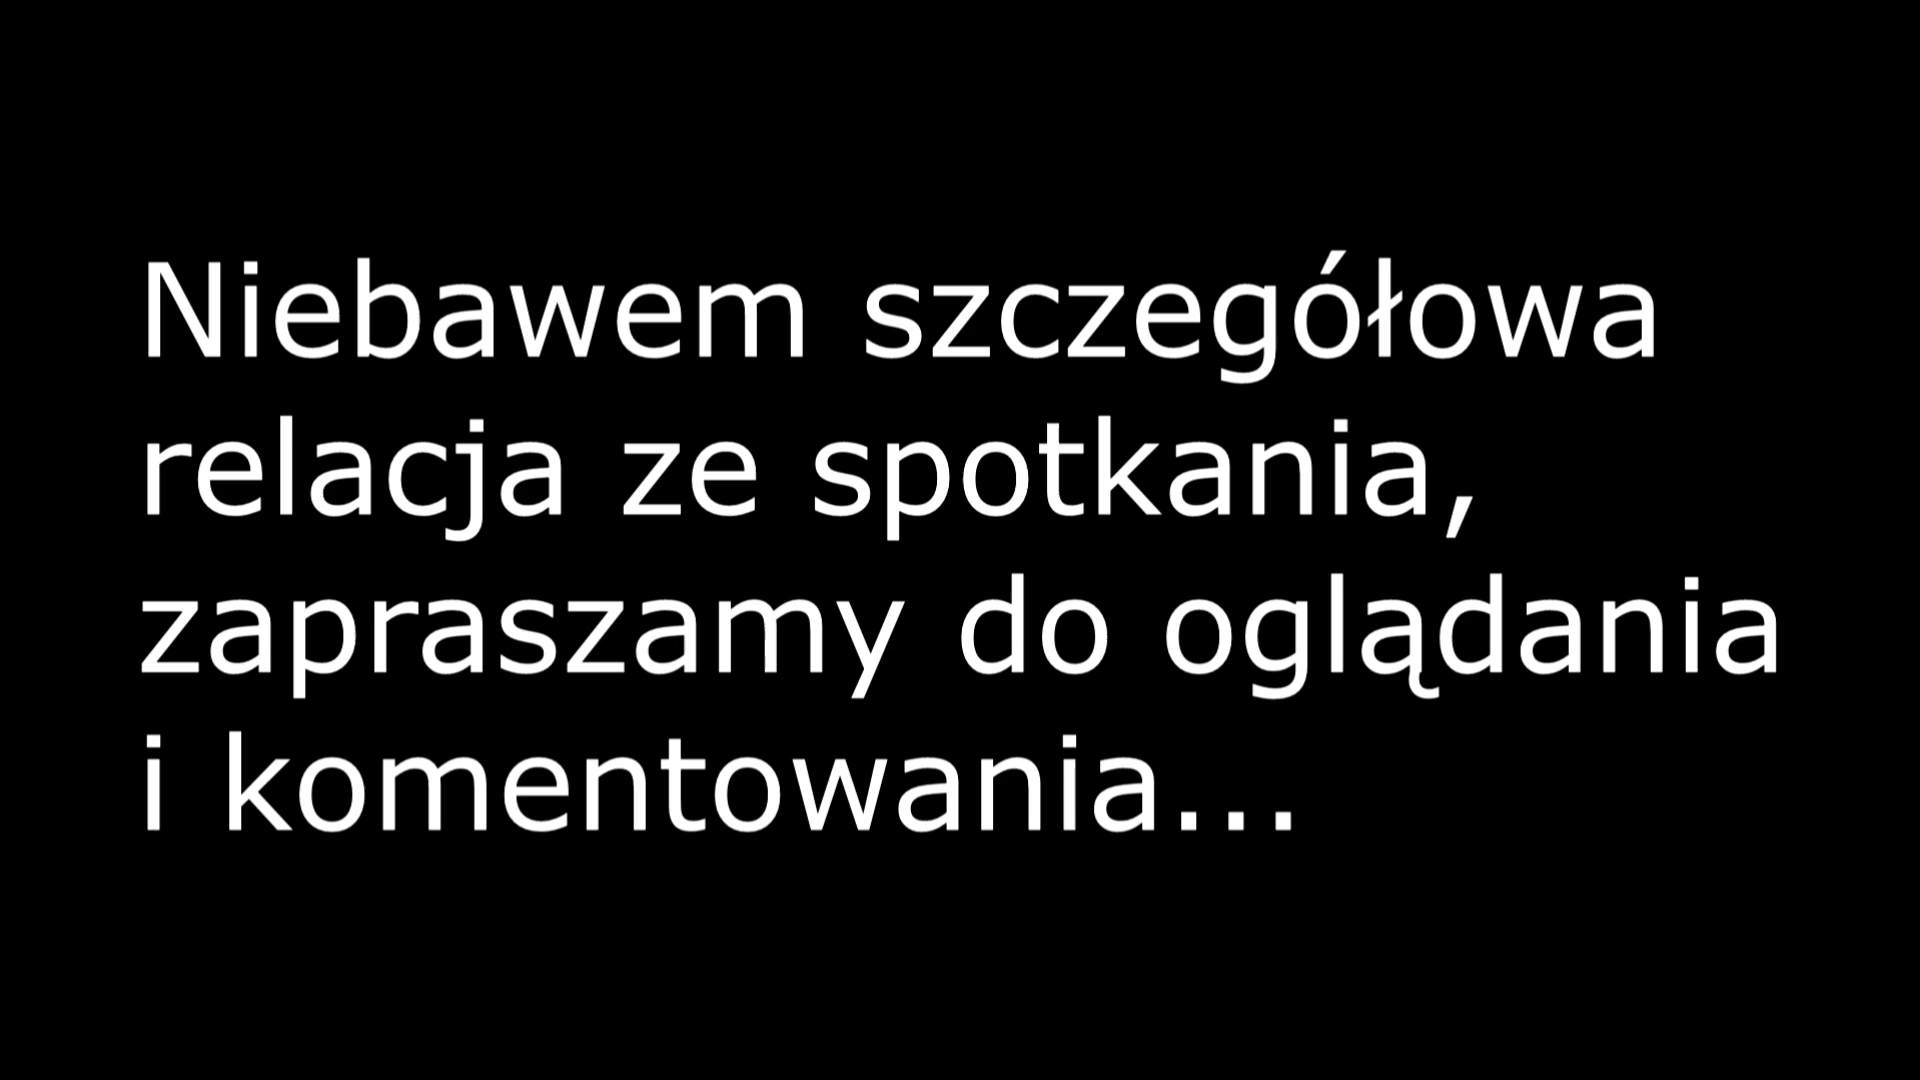 Niebawem szczegółowa
relacja ze spotkania,
zapraszamy do oglądania
i komentowania...